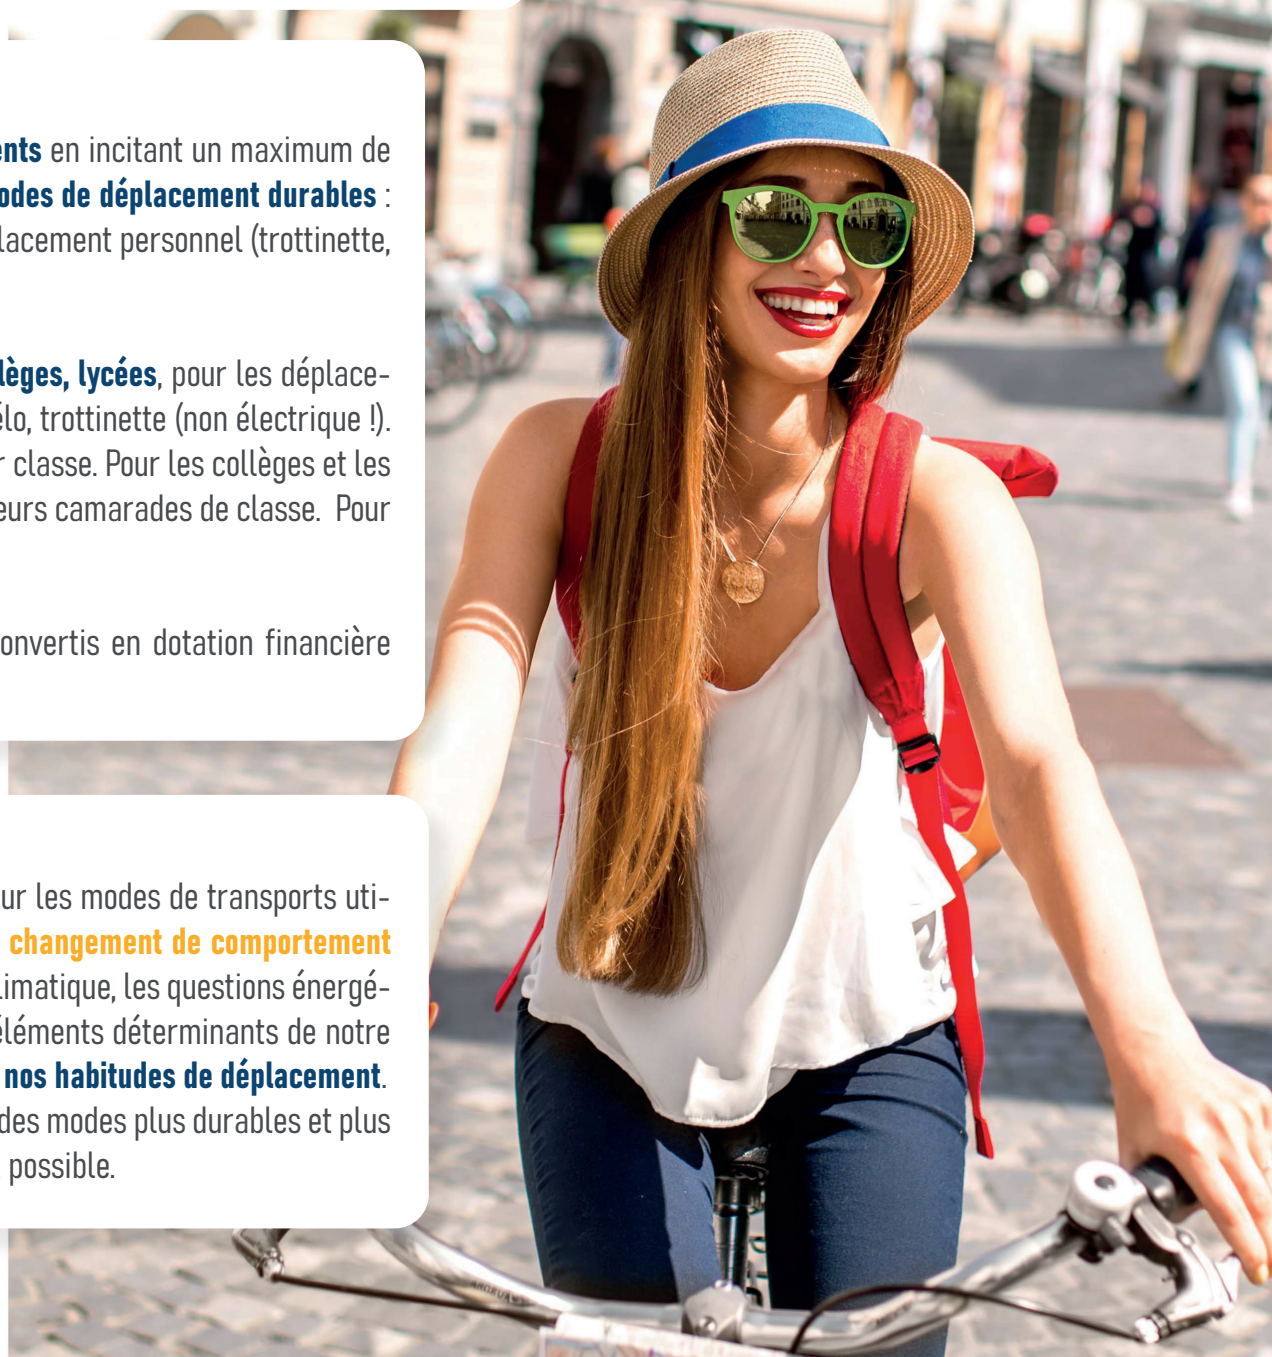 ents en incitant un maximum de
odes de déplacement durables :
lacement personnel (trottinette,
lèges, lycées, pour les déplace-
élo, trottinette (non électrique !).
r classe. Pour les collèges et les
eurs camarades de classe. Pour
onvertis en dotation financière
ur les modes de transports uti-
changement de comportement
limatique, les questions énergé-
éléments déterminants de notre
nos habitudes de déplacement.
des modes plus durables et plus
possible.